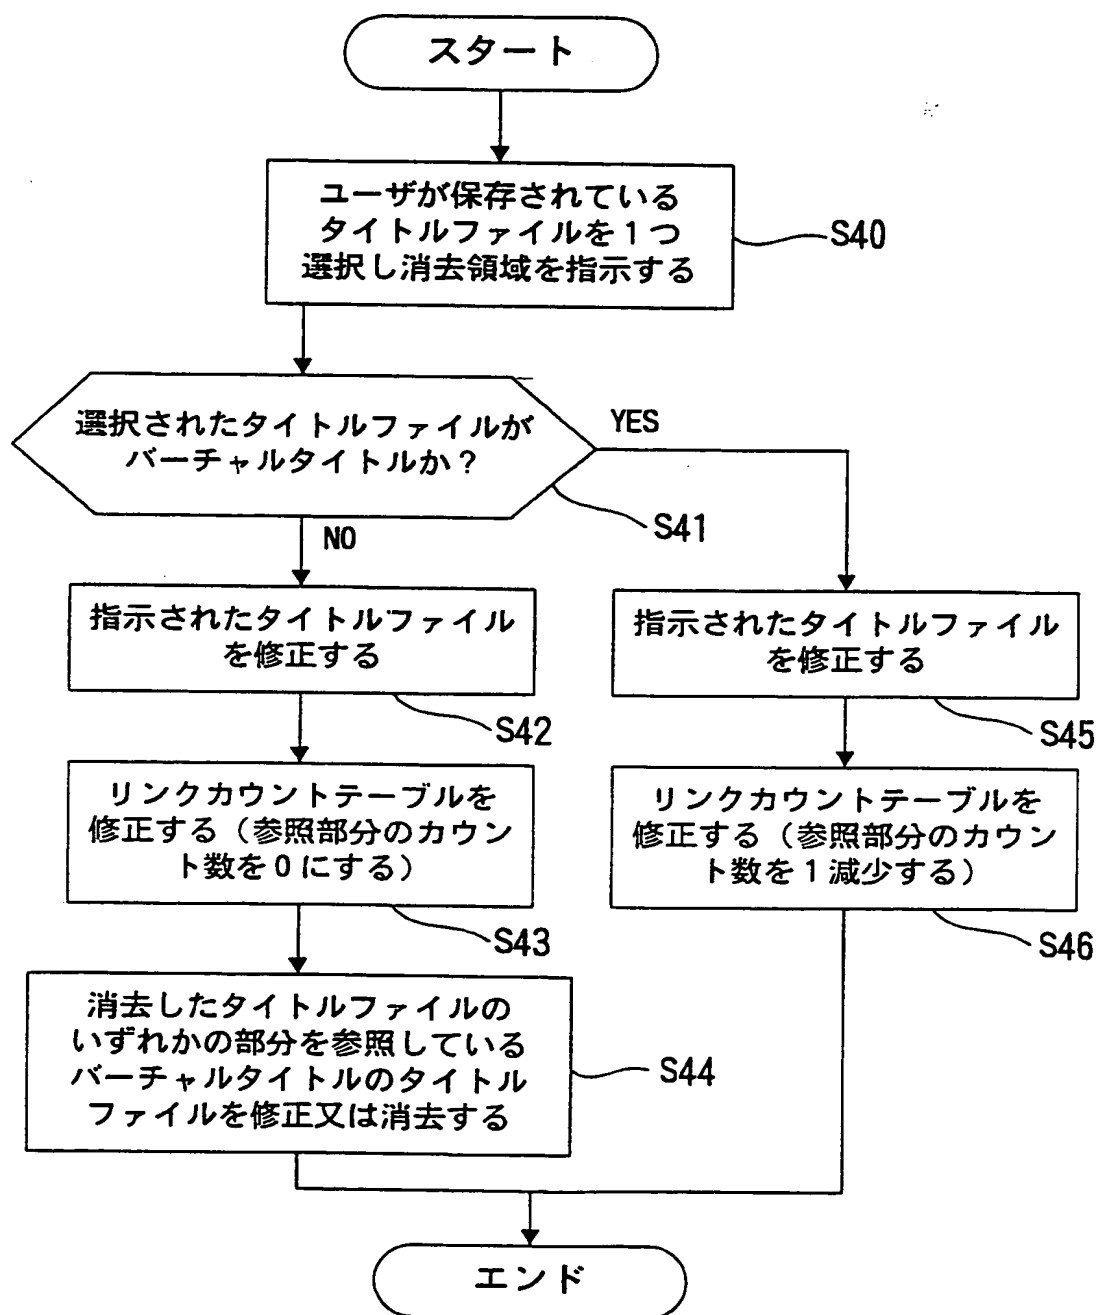 スタート
ユーザが保存されている
タイトルファイルを1つ
選択し消去領域を指示する
S40
選択されたタイトルファイルが
バーチャルタイトルか？
YES
S41
NO
指示されたタイトルファイル
を修正する
S42
指示されたタイトルファイル
を修正する
S45
リンクカウントテーブルを
修正する（参照部分のカウン
ト数を0にする）
S43
リンクカウントテーブルを
修正する（参照部分のカウン
ト数を1減少する）
S46
消去したタイトルファイルの
いずれかの部分を参照している
バーチャルタイトルのタイトル
ファイルを修正又は消去する
S44
エンド